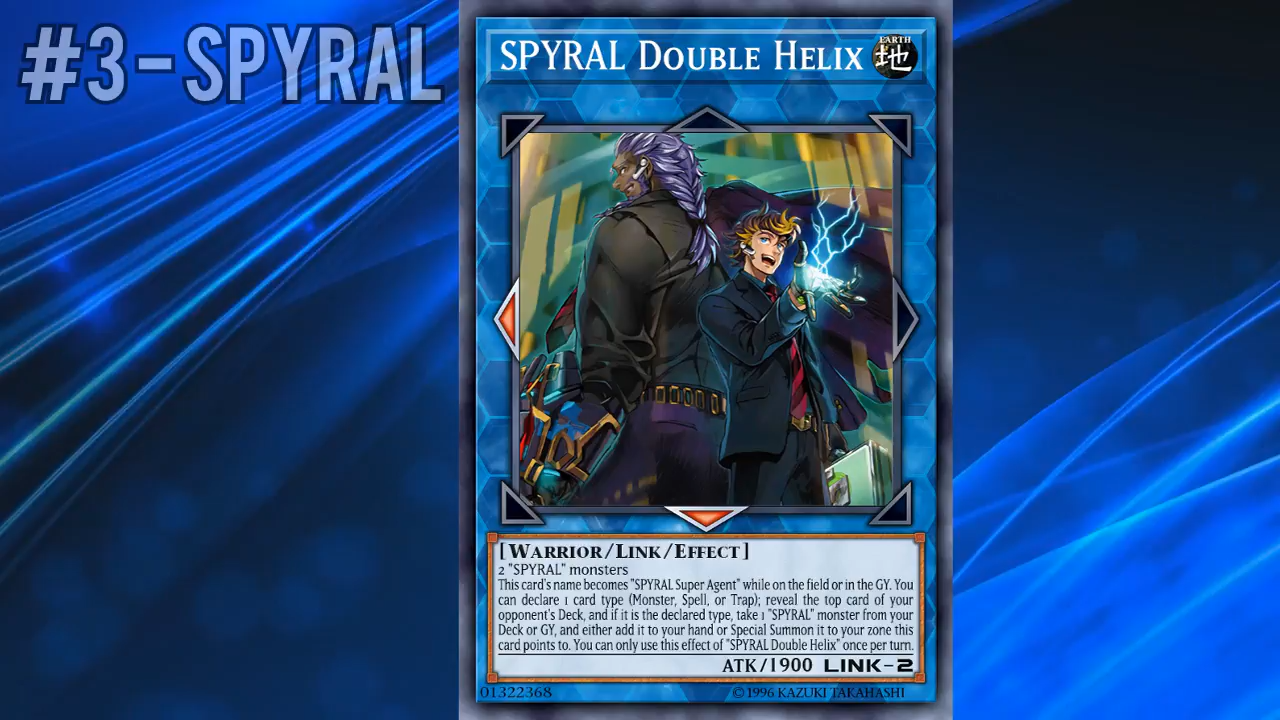 #3 - SPYRAL
SPYRAL Double Helix
EARTH
地
[Warrior/Link/Effect]
2 "SPYRAL" monsters
This card's name becomes "SPYRAL Super Agent" while on the field or in the GY. You
can declare 1 card type (Monster, Spell, or Trap); reveal the top card of your
opponent's Deck, and if it is the declared type, take 1 "SPYRAL" monster from your
Deck or GY, and either add it to your hand or Special Summon it to your zone this
card points to. You can only use this effect of "SPYRAL Double Helix" once per turn.
ATK/1900 LINK-2
01322368
©1996 KAZUKI TAKAHASHI